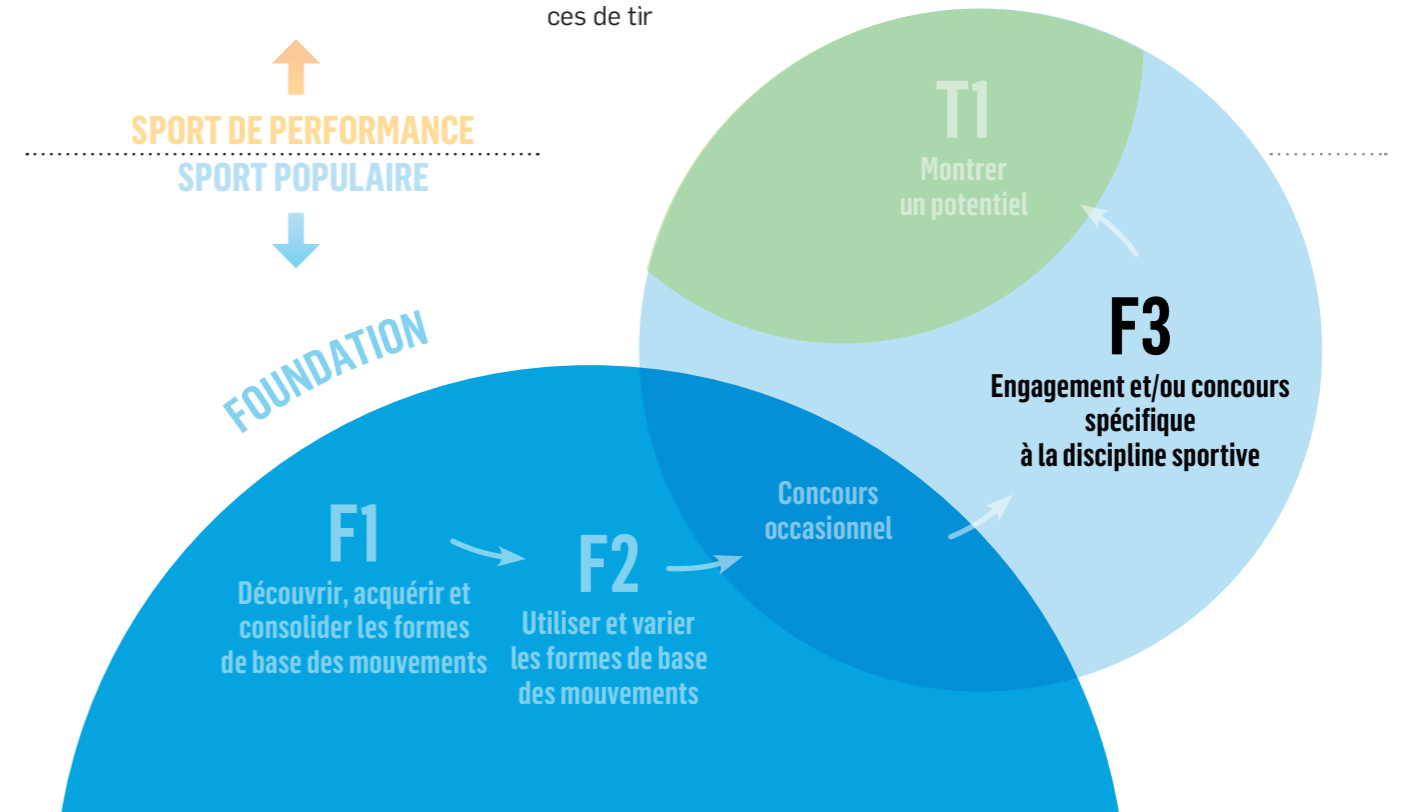 ces de tir
SPORT DE PERFORMANCE
SPORT POPULAIRE
FOUNDATION
T1
Montrer
un potentiel
F3
Engagement et/ou concours
spécifique
à la discipline sportive
Concours
occasionnel
F1
Découvrir, acquérir et
consolider les formes
de base des mouvements
F2
Utiliser et varier
les formes de base
des mouvements